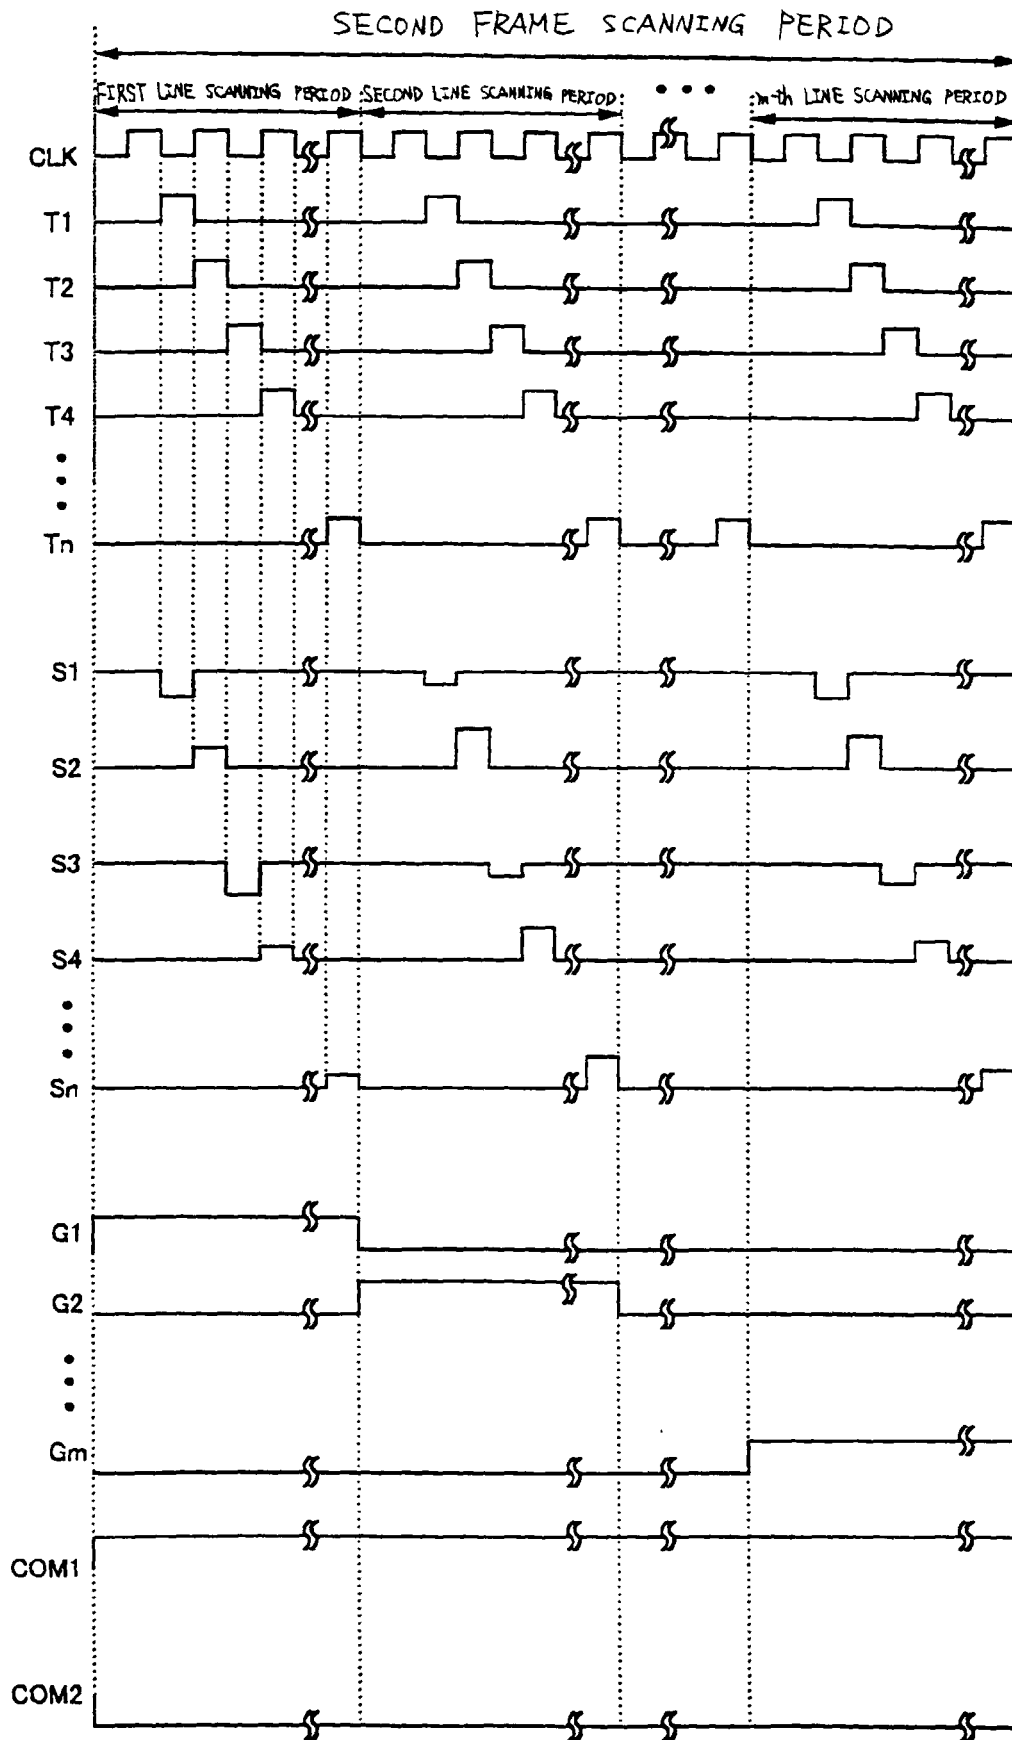 SECOND FRAME SCANNING PERIOD
FIRST LINE SCANNING PERIOD SECOND LINE SCANNING PERIOD • • • m-th LINE SCANNING PERIOD
CLK
T1
T2
T3
T4
Tn
S1
S2
S3
S4
Sn
G1
G2
Gm
COM1
COM2